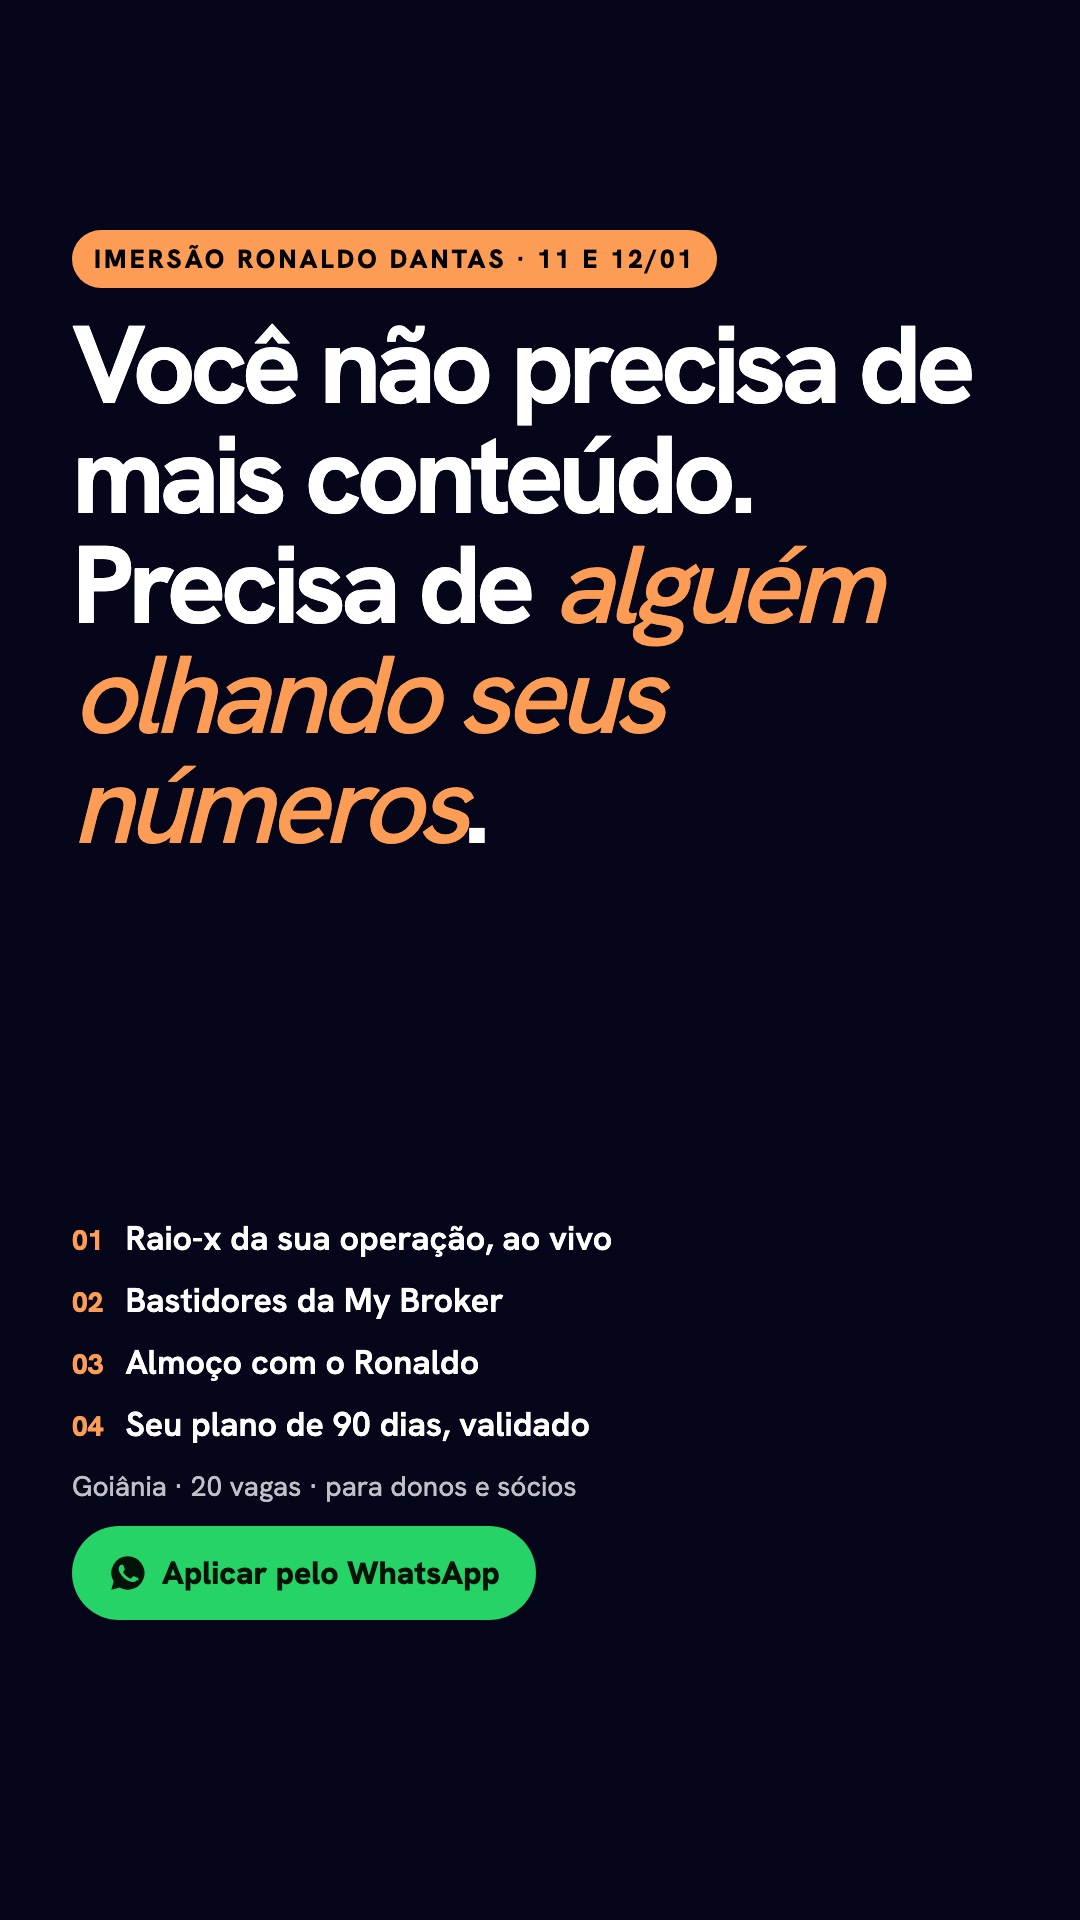 IMERSÃO RONALDO DANTAS · 11 E 12/01
Você não precisa de
mais conteúdo.
Precisa de alguém
olhando seus
números.
01 Raio-x da sua operação, ao vivo
02 Bastidores da My Broker
03 Almoço com o Ronaldo
04 Seu plano de 90 dias, validado
Goiânia · 20 vagas · para donos e sócios
Aplicar pelo WhatsApp